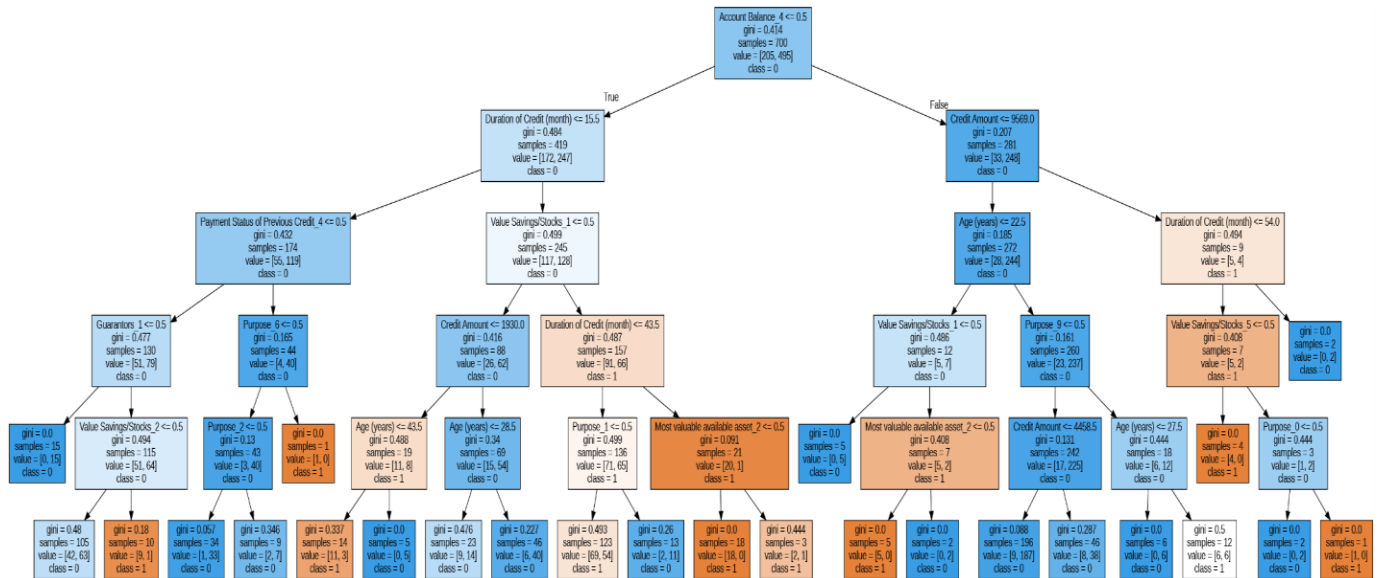 Account Balance_4 <= 0.5
gini = 0.414
samples = 700
value = [205, 495]
class = 0
True
False
Duration of Credit (month) <= 15.5
gini = 0.484
samples = 419
value = [172, 247]
class = 0
Credit Amount <= 9569.0
gini = 0.207
samples = 281
value = [33, 248]
class = 0
Payment Status of Previous Credit_4 <= 0.5
gini = 0.432
samples = 174
value = [55, 119]
class = 0
Value Savings/Stocks_1 <= 0.5
gini = 0.499
samples = 245
value = [117, 128]
class = 0
Age (years) <= 22.5
gini = 0.185
samples = 272
value = [28, 244]
class = 0
Duration of Credit (month) <= 54.0
gini = 0.494
samples = 9
value = [5, 4]
class = 1
Guarantors_1 <= 0.5
gini = 0.477
samples = 130
value = [51, 79]
class = 0
Purpose_6 <= 0.5
gini = 0.165
samples = 44
value = [4, 40]
class = 0
Credit Amount <= 1930.0
gini = 0.416
samples = 88
value = [26, 62]
class = 0
Duration of Credit (month) <= 43.5
gini = 0.487
samples = 157
value = [91, 66]
class = 1
Value Savings/Stocks_1 <= 0.5
gini = 0.486
samples = 12
value = [5, 7]
class = 0
Purpose_9 <= 0.5
gini = 0.161
samples = 260
value = [23, 237]
class = 0
Value Savings/Stocks_5 <= 0.5
gini = 0.408
samples = 7
value = [5, 2]
class = 1
gini = 0.0
samples = 2
value = [0, 2]
class = 0
gini = 0.0
samples = 15
value = [0, 15]
class = 0
Value Savings/Stocks_2 <= 0.5
gini = 0.494
samples = 115
value = [51, 64]
class = 0
Purpose_2 <= 0.5
gini = 0.13
samples = 43
value = [3, 40]
class = 0
gini = 0.0
samples = 1
value = [1, 0]
class = 1
Age (years) <= 43.5
gini = 0.488
samples = 19
value = [11, 8]
class = 1
Age (years) <= 28.5
gini = 0.34
samples = 69
value = [15, 54]
class = 0
Purpose_1 <= 0.5
gini = 0.499
samples = 136
value = [71, 65]
class = 1
Most valuable available asset_2 <= 0.5
gini = 0.091
samples = 21
value = [20, 1]
class = 1
gini = 0.0
samples = 5
value = [0, 5]
class = 0
Most valuable available asset_2 <= 0.5
gini = 0.408
samples = 7
value = [5, 2]
class = 1
Credit Amount <= 4458.5
gini = 0.131
samples = 242
value = [17, 225]
class = 0
Age (years) <= 27.5
gini = 0.444
samples = 18
value = [6, 12]
class = 0
gini = 0.0
samples = 4
value = [4, 0]
class = 1
Purpose_0 <= 0.5
gini = 0.444
samples = 3
value = [1, 2]
class = 0
gini = 0.48
samples = 105
value = [42, 63]
class = 0
gini = 0.18
samples = 10
value = [9, 1]
class = 1
gini = 0.057
samples = 34
value = [1, 33]
class = 0
gini = 0.346
samples = 9
value = [2, 7]
class = 0
gini = 0.337
samples = 14
value = [11, 3]
class = 1
gini = 0.0
samples = 5
value = [0, 5]
class = 0
gini = 0.476
samples = 23
value = [9, 14]
class = 0
gini = 0.227
samples = 46
value = [6, 40]
class = 0
gini = 0.493
samples = 123
value = [69, 54]
class = 1
gini = 0.26
samples = 13
value = [2, 11]
class = 0
gini = 0.0
samples = 18
value = [18, 0]
class = 1
gini = 0.444
samples = 3
value = [2, 1]
class = 1
gini = 0.0
samples = 5
value = [5, 0]
class = 1
gini = 0.0
samples = 2
value = [0, 2]
class = 0
gini = 0.088
samples = 196
value = [9, 187]
class = 0
gini = 0.287
samples = 46
value = [8, 38]
class = 0
gini = 0.0
samples = 6
value = [0, 6]
class = 0
gini = 0.5
samples = 12
value = [6, 6]
class = 1
gini = 0.0
samples = 2
value = [0, 2]
class = 0
gini = 0.0
samples = 1
value = [1, 0]
class = 1